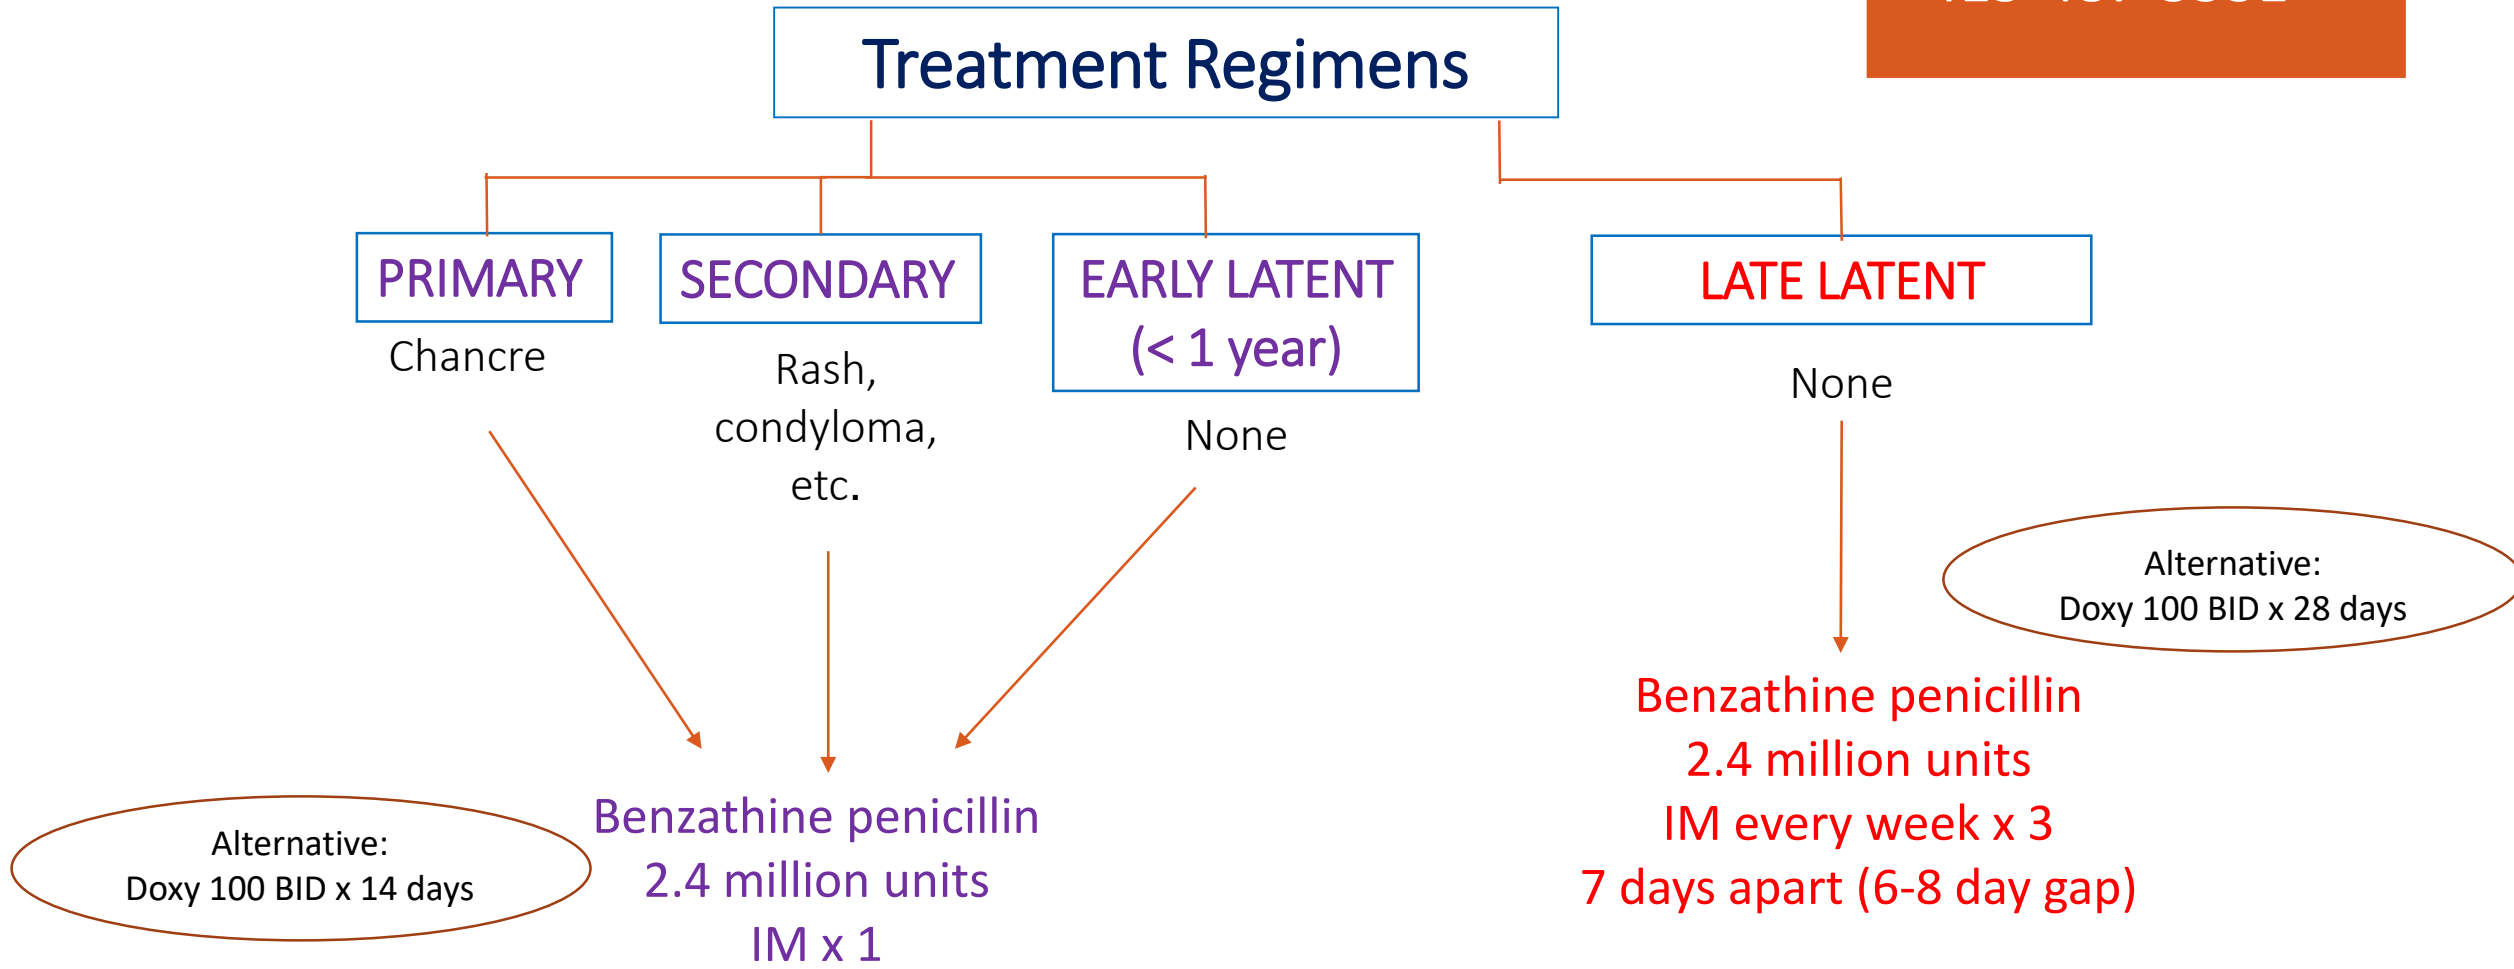 Treatment Regimens
PRIMARY
Chancre
SECONDARY
Rash,
condyloma,
etc.
EARLY LATENT
(< 1 year)
None
LATE LATENT
None
Alternative:
Doxy 100 BID x 28 days
Benzathine penicillin
2.4 million units
IM every week x 3
7 days apart (6-8 day gap)
Alternative:
Doxy 100 BID x 14 days
Benzathine penicillin
2.4 million units
IM x 1